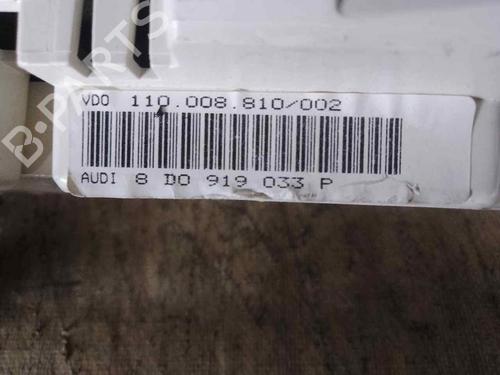 VDO 110.008.810/002
AUDI 8 D0 919 033 P
B-PARTS